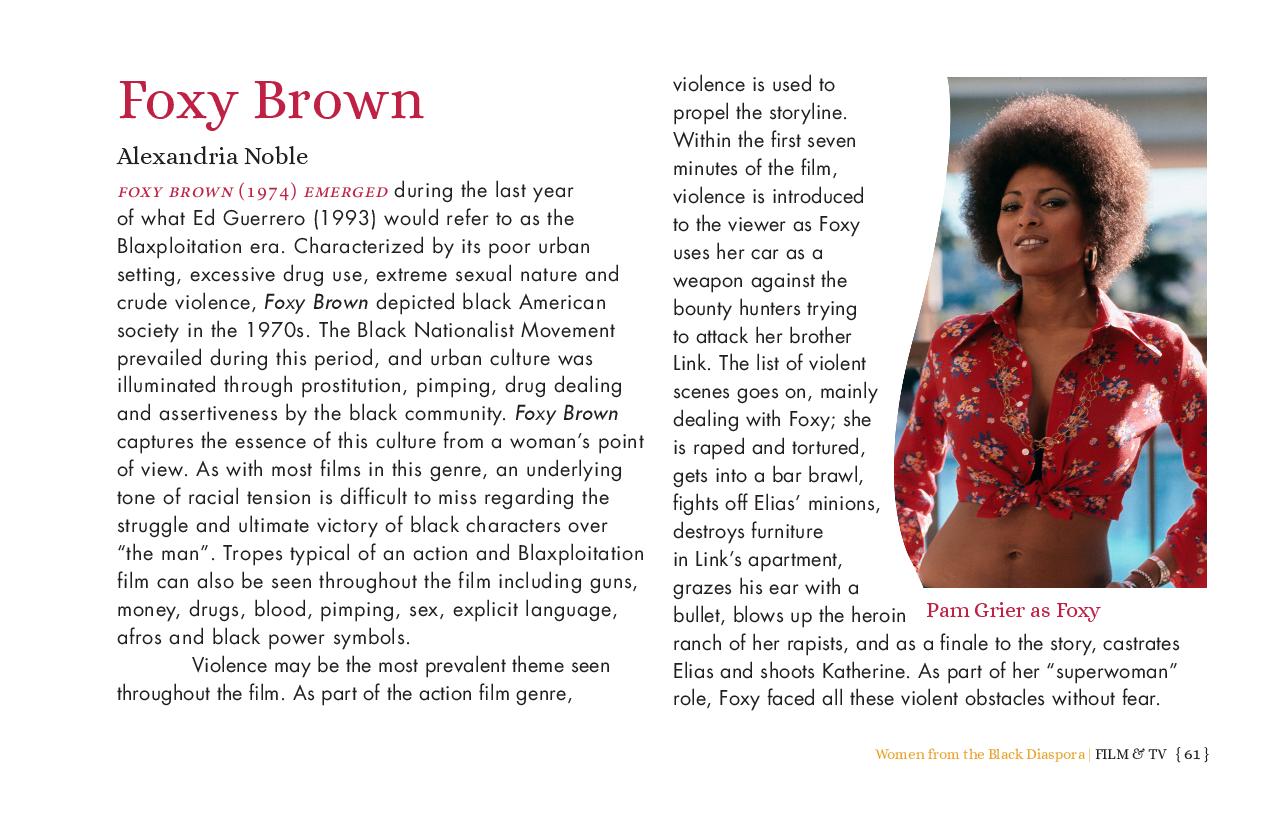 Foxy Brown
Alexandria Noble
FOXY BROWN (1974) EMERGED during the last year
of what Ed Guerrero (1993) would refer to as the
Blaxploitation era. Characterized by its poor urban
setting, excessive drug use, extreme sexual nature and
crude violence, Foxy Brown depicted black American
society in the 1970s. The Black Nationalist Movement
prevailed during this period, and urban culture was
illuminated through prostitution, pimping, drug dealing
and assertiveness by the black community. Foxy Brown
captures the essence of this culture from a woman’s point
of view. As with most films in this genre, an underlying
tone of racial tension is difficult to miss regarding the
struggle and ultimate victory of black characters over
“the man”. Tropes typical of an action and Blaxploitation
film can also be seen throughout the film including guns,
money, drugs, blood, pimping, sex, explicit language,
afros and black power symbols.
Violence may be the most prevalent theme seen
throughout the film. As part of the action film genre,
violence is used to
propel the storyline.
Within the first seven
minutes of the film,
violence is introduced
to the viewer as Foxy
uses her car as a
weapon against the
bounty hunters trying
to attack her brother
Link. The list of violent
scenes goes on, mainly
dealing with Foxy; she
is raped and tortured,
gets into a bar brawl,
fights off Elias’ minions,
destroys furniture
in Link’s apartment,
grazes his ear with a
bullet, blows up the heroin
ranch of her rapists, and as a finale to the story, castrates
Elias and shoots Katherine. As part of her “superwoman”
role, Foxy faced all these violent obstacles without fear.
Pam Grier as Foxy
Women from the Black Diaspora | FILM & TV { 61 }